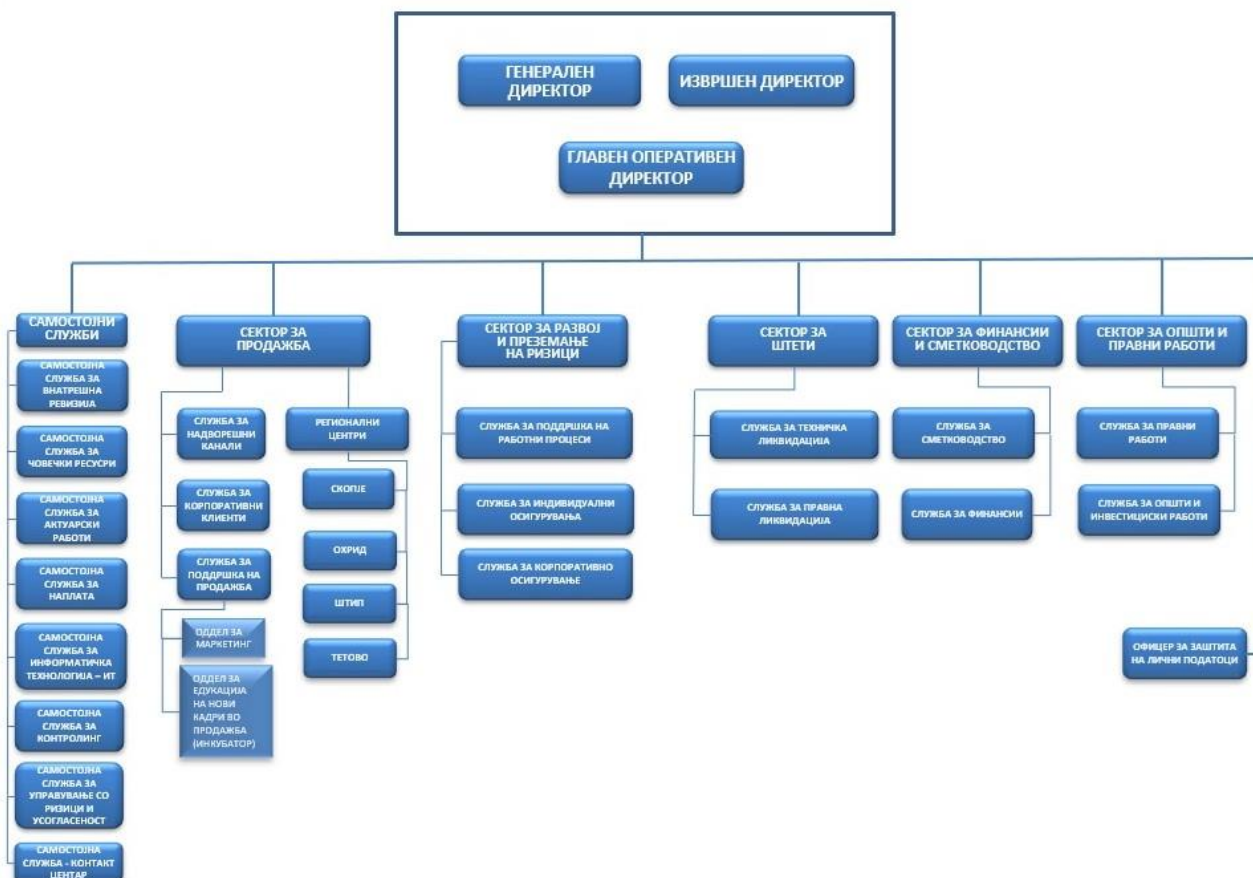 ГЕНЕРАЛЕН
ДИРЕКТОР
ИЗВРШЕН ДИРЕКТОР
ГЛАВЕН ОПЕРАТИВЕН
ДИРЕКТОР
САМОСТОЈНИ
СЛУЖБИ
САМОСТОЈНА
СЛУЖБА ЗА
ВНАТРЕШНА
РЕВИЗИЈА
САМОСТОЈНА
СЛУЖБА ЗА
ЧОВЕЧКИ РЕСУСРИ
САМОСТОЈНА
СЛУЖБА ЗА
АКТУАРСКИ
РАБОТИ
САМОСТОЈНА
СЛУЖБА ЗА
НАПЛАТА
САМОСТОЈНА
СЛУЖБА ЗА
ИНФОРМАТИЧКА
ТЕХНОЛОГИЈА – ИТ
САМОСТОЈНА
СЛУЖБА ЗА
КОНТРОЛИНГ
САМОСТОЈНА
СЛУЖБА ЗА
УПРАВУВАЊЕ СО
РИЗИЦИ И
УСОГЛАСЕНОСТ
САМОСТОЈНА
СЛУЖБА - КОНТАКТ
ЦЕНТАР
СЕКТОР ЗА
ПРОДАЖБА
СЛУЖБА ЗА
НАДВОРЕШНИ
КАНАЛИ
СЛУЖБА ЗА
КОРПОРАТИВНИ
КЛИЕНТИ
СЛУЖБА ЗА
ПОДДРШКА НА
ПРОДАЖБА
ОДДЕЛ ЗА
МАРКЕТИНГ
ОДДЕЛ ЗА
ЕДУКАЦИЈА
НА НОВИ
КАДРИ ВО
ПРОДАЖБА
(ИНКУБАТОР)
РЕГИОНАЛНИ
ЦЕНТРИ
СКОПЈЕ
ОХРИД
ШТИП
ТЕТОВО
СЕКТОР ЗА РАЗВОЈ
И ПРЕЗЕМАЊЕ
НА РИЗИЦИ
СЛУЖБА ЗА ПОДДРШКА НА
РАБОТНИ ПРОЦЕСИ
СЛУЖБА ЗА ИНДИВИДУАЛНИ
ОСИГУРУВАЊА
СЛУЖБА ЗА КОРПОРАТИВНО
ОСИГУРУВАЊЕ
СЕКТОР ЗА
ШТЕТИ
СЛУЖБА ЗА ТЕХНИЧКА
ЛИКВИДАЦИЈА
СЛУЖБА ЗА ПРАВНА
ЛИКВИДАЦИЈА
СЕКТОР ЗА ФИНАНСИИ
И СМЕТКОВОДСТВО
СЛУЖБА ЗА
СМЕТКОВОДСТВО
СЛУЖБА ЗА ФИНАНСИИ
СЕКТОР ЗА ОПШТИ И
ПРАВНИ РАБОТИ
СЛУЖБА ЗА ПРАВНИ
РАБОТИ
СЛУЖБА ЗА ОПШТИ И
ИНВЕСТИЦИСКИ РАБОТИ
ОФИЦЕР ЗА ЗАШТИТА
НА ЛИЧНИ ПОДАТОЦИ